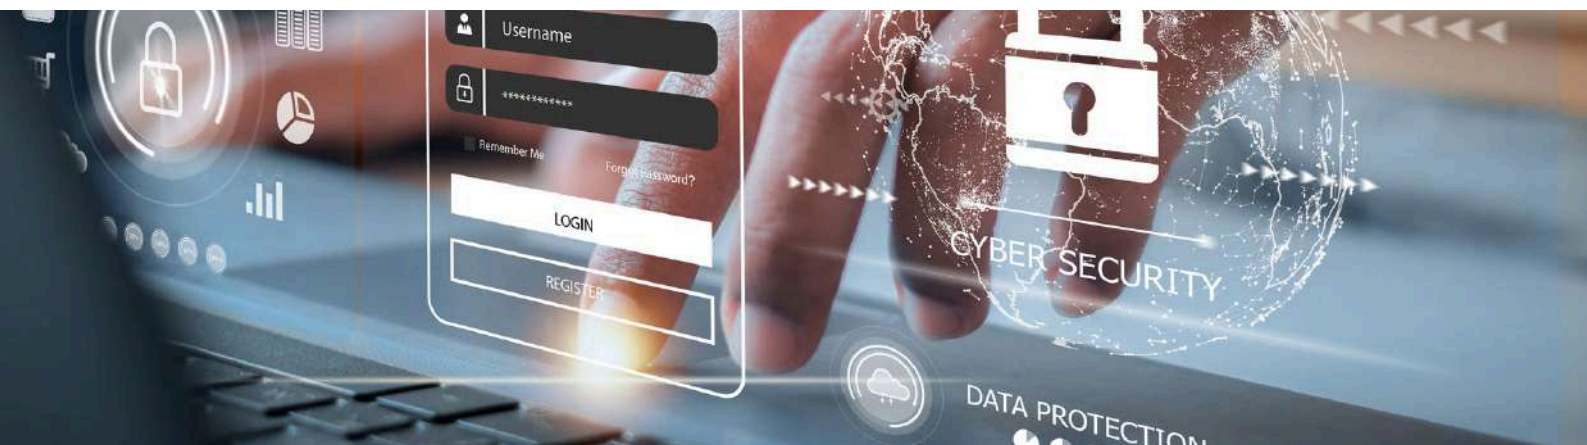 Username
************
Remember Me
Forgot Password?
LOGIN
REGISTER
CYBER SECURITY
DATA PROTECTION